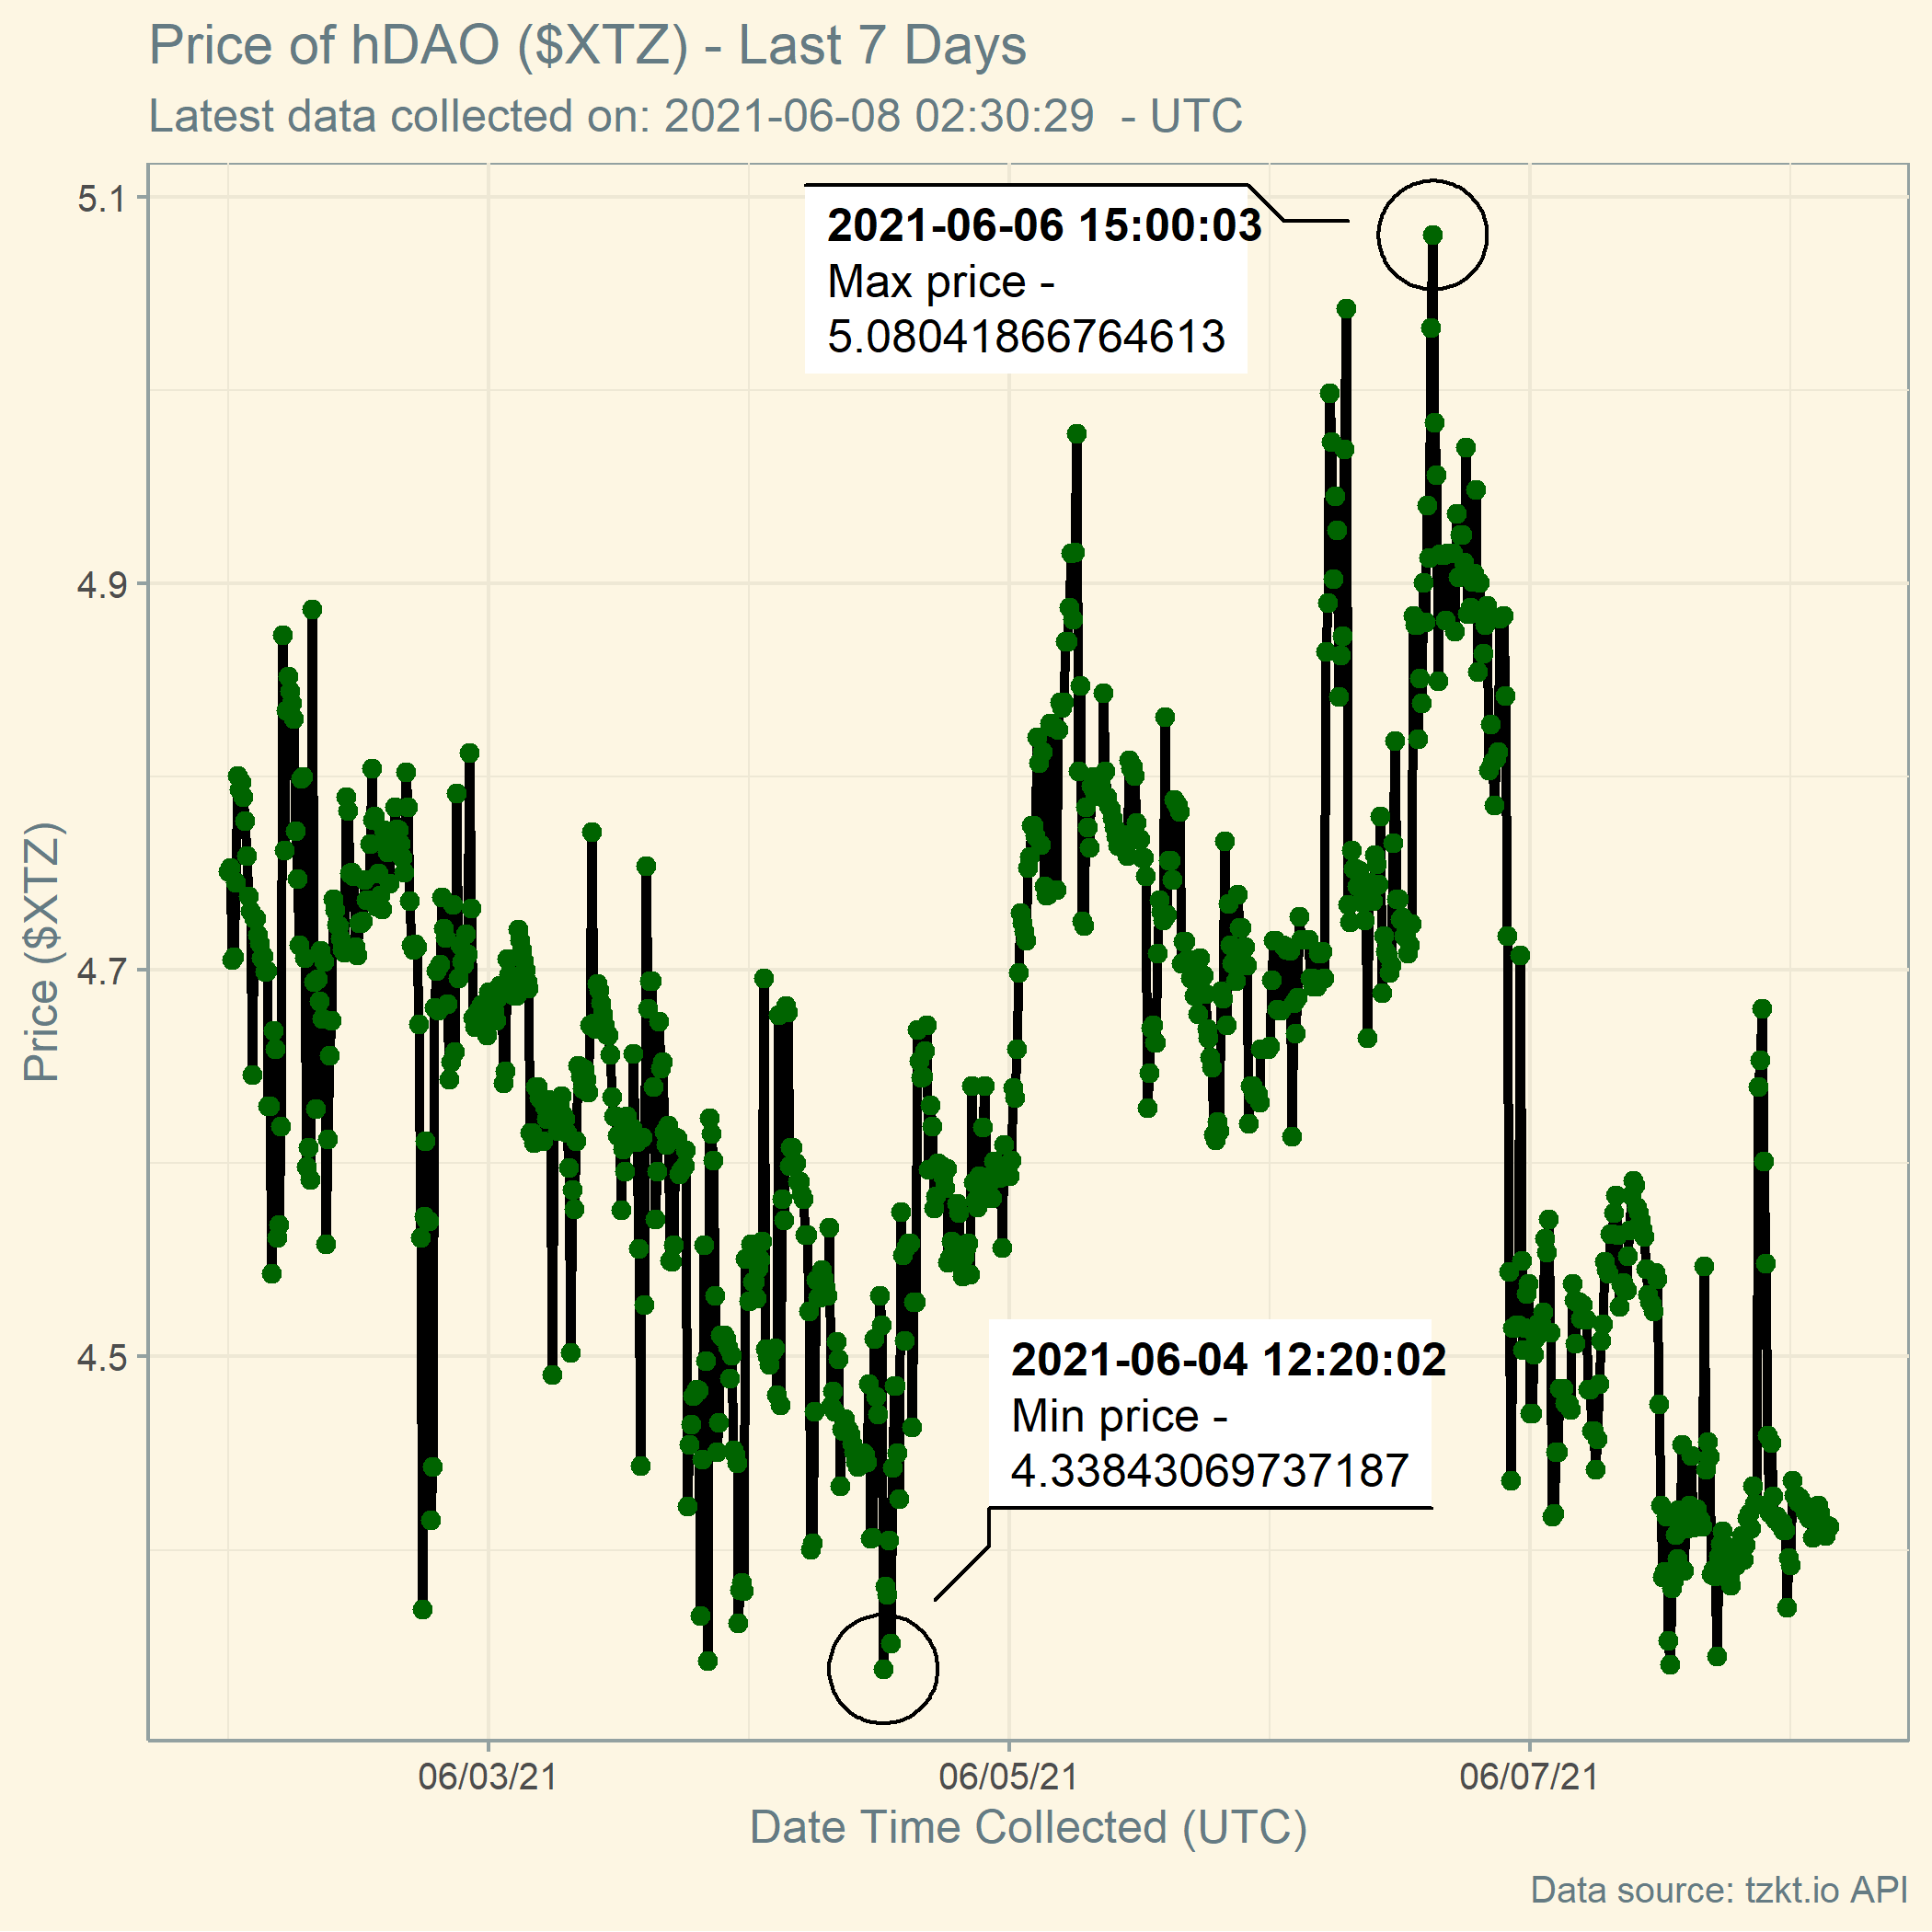 Price of hDAO ($XTZ) - Last 7 Days
Latest data collected on: 2021-06-08 02:30:29  - UTC
5.1
4.9
4.7
4.5
Price ($XTZ)
2021-06-06 15:00:03
Max price -
5.08041866764613
2021-06-04 12:20:02
Min price -
4.33843069737187
06/03/21
06/05/21
06/07/21
Date Time Collected (UTC)
Data source: tzkt.io API